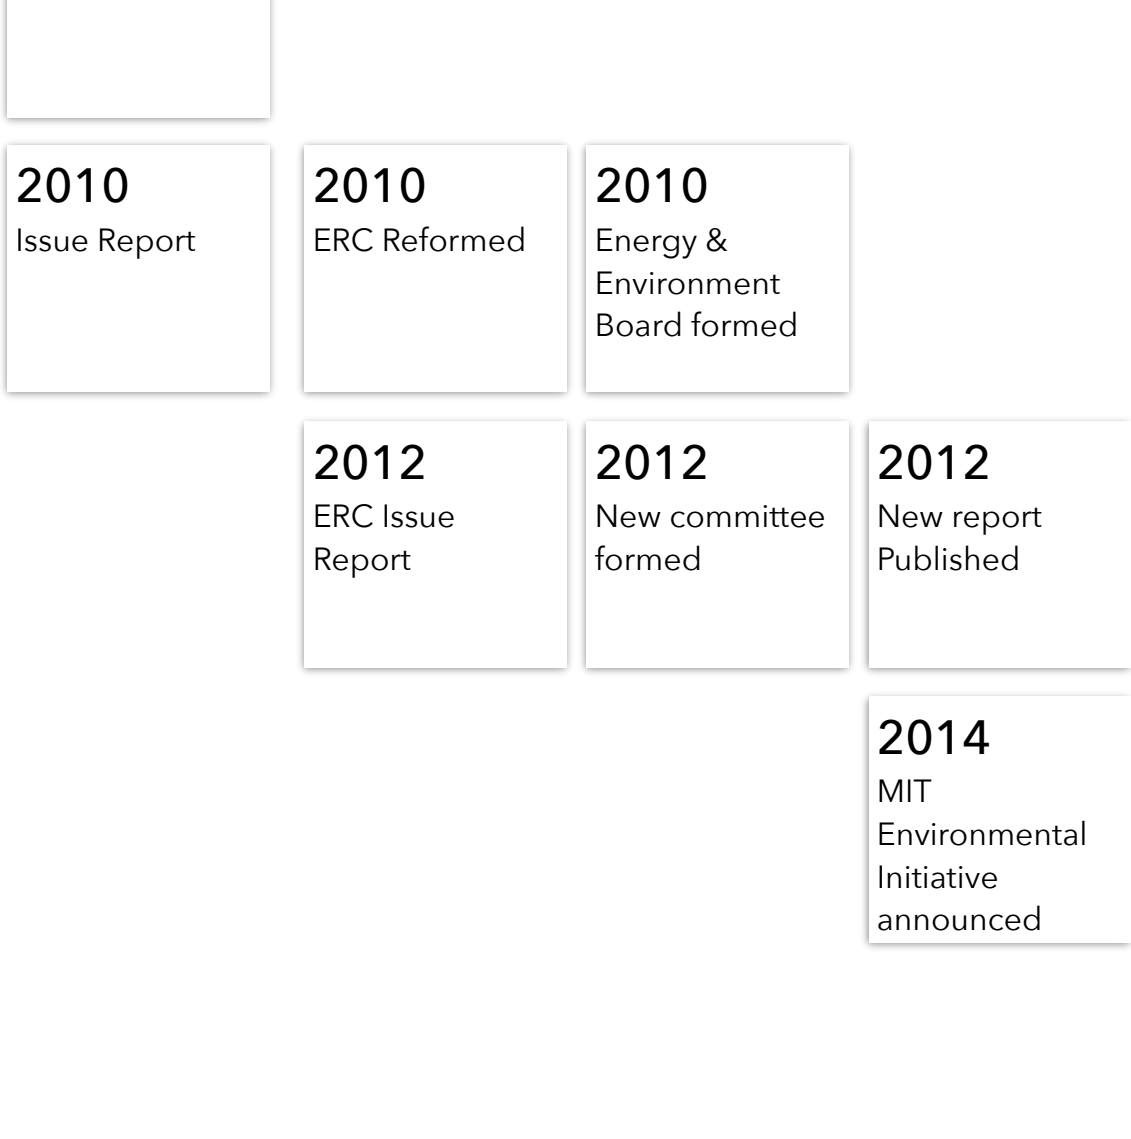 2010
Issue Report
2010
ERC Reformed
2010
Energy &
Environment
Board formed
2012
ERC Issue
Report
2012
New committee
formed
2012
New report
Published
2014
MIT
Environmental
Initiative
announced